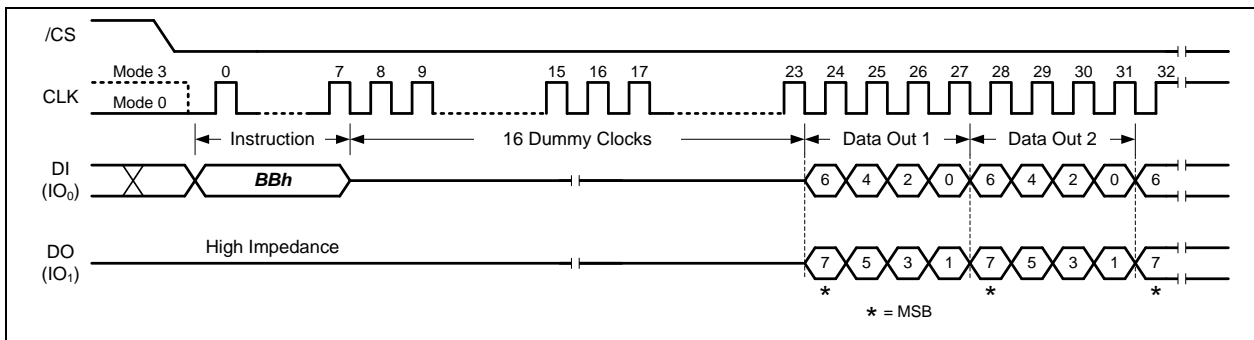 /CS
Mode 3 0 7 8 9 15 16 17 23 24 25 26 27 28 29 30 31 32
CLK
Mode 0
Instruction 16 Dummy Clocks Data Out 1 Data Out 2
DI
(IO0)
BBh 6 4 2 0 6 4 2 0 6
DO
(IO1)
High Impedance 7 5 3 1 7 5 3 1 7
* * *
* = MSB